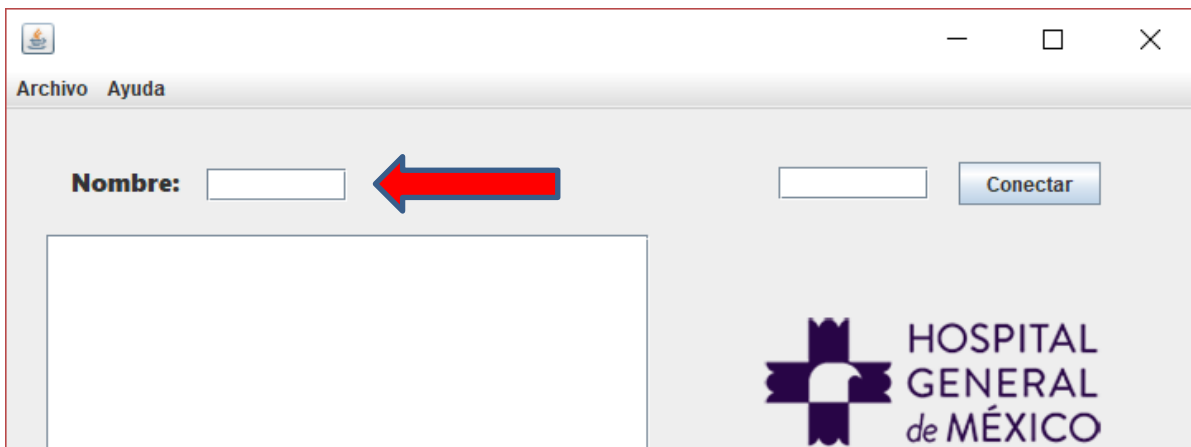 Archivo Ayuda
Nombre:
Conectar
HOSPITAL
GENERAL
de MÉXICO